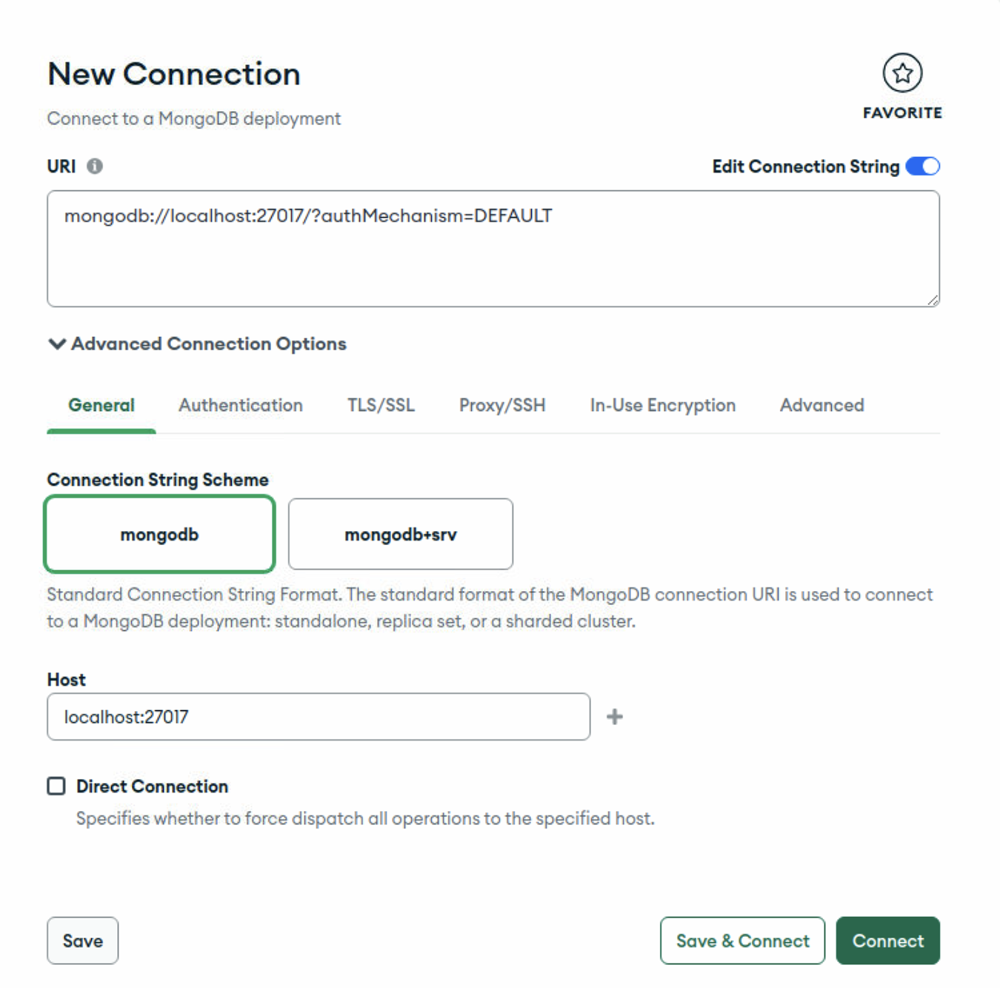 New Connection
FAVORITE
Connect to a MongoDB deployment
URI
Edit Connection String
mongodb://localhost:27017/?authMechanism=DEFAULT
Advanced Connection Options
General Authentication TLS/SSL Proxy/SSH In-Use Encryption Advanced
Connection String Scheme
mongodb mongodb+srv
Standard Connection String Format. The standard format of the MongoDB connection URI is used to connect
to a MongoDB deployment: standalone, replica set, or a sharded cluster.
Host
localhost:27017
Direct Connection
Specifies whether to force dispatch all operations to the specified host.
Save Save & Connect Connect